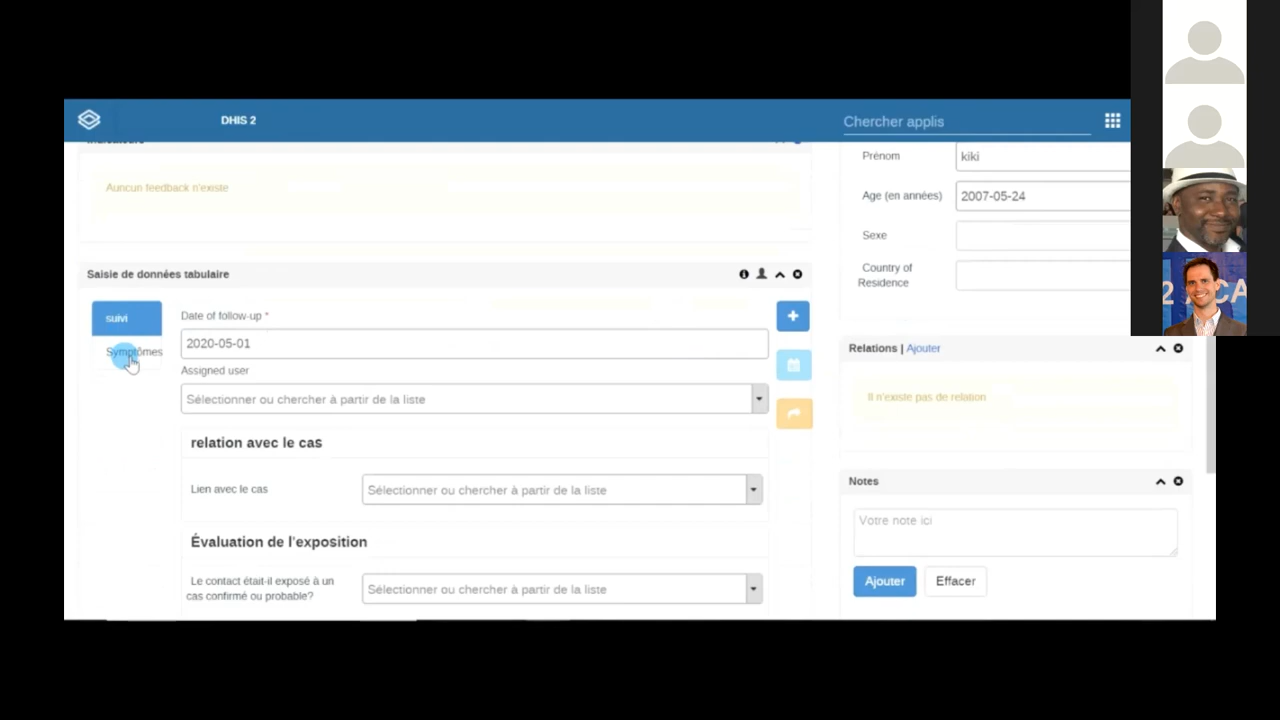 DHIS 2
Chercher applis
Indicateurs
Auncun feedback n'existe
Saisie de données tabulaire
suivi
Symptômes
Date of follow-up *
2020-05-01
Assigned user
Sélectionner ou chercher à partir de la liste
relation avec le cas
Lien avec le cas
Sélectionner ou chercher à partir de la liste
Évaluation de l'exposition
Le contact était-il exposé à un
cas confirmé ou probable?
Sélectionner ou chercher à partir de la liste
Prénom
kiki
Age (en années)
2007-05-24
Sexe
Country of
Residence
Relations | Ajouter
Il n'existe pas de relation
Notes
Votre note ici
Ajouter
Effacer